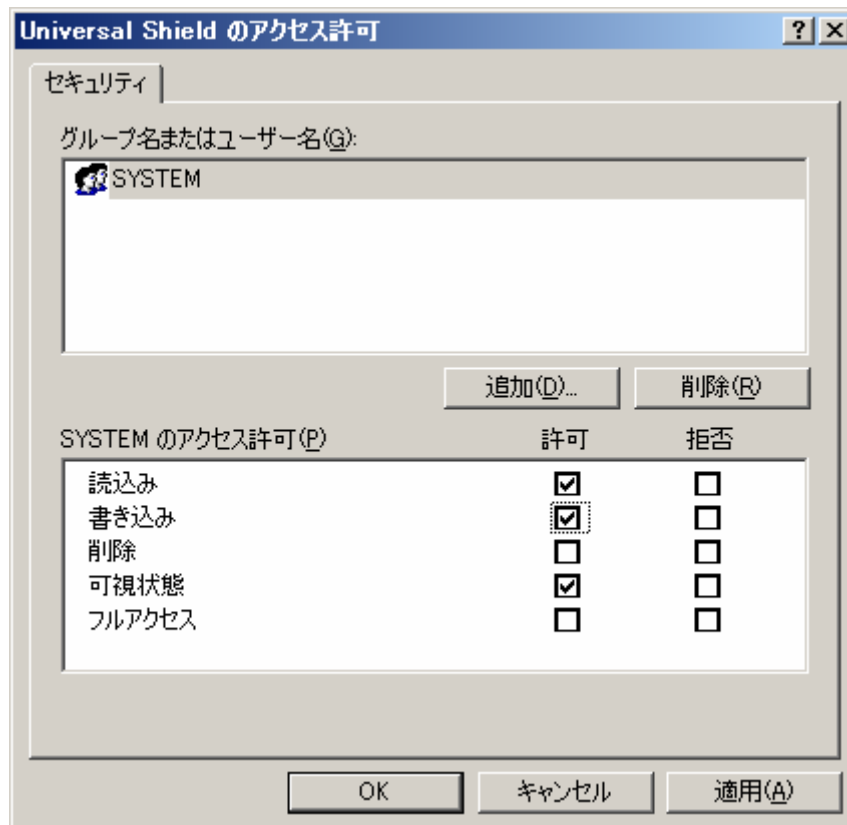 Universal Shield のアクセス許可
セキュリティ
グループ名またはユーザー名(G):
SYSTEM
追加(D)... 削除(R)
SYSTEM のアクセス許可(P) 許可 拒否
読込み
書き込み
削除
可視状態
フルアクセス
OK キャンセル 適用(A)